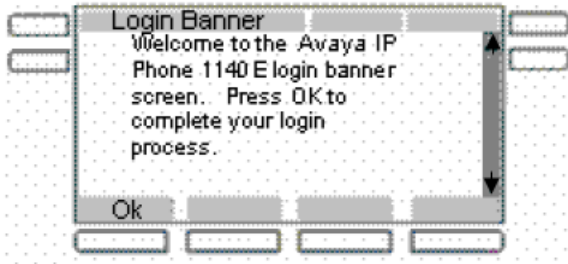 Login Banner
Welcome to the Avaya IP
Phone 1140 E login banner
screen. Press OK to
complete your login
process.
Ok